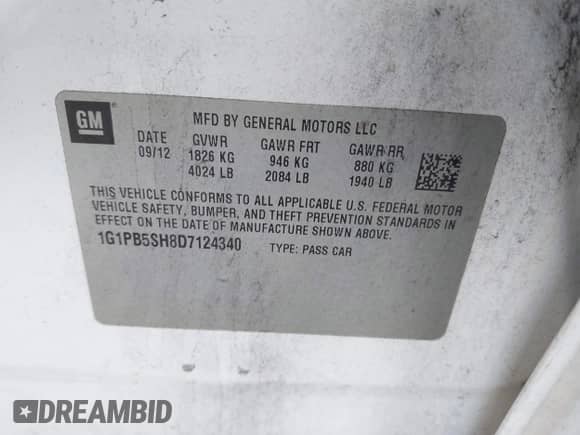 GM
MFD BY GENERAL MOTORS LLC
DATE GVWR GAWR FRT GAWR RR
09/12 1826 KG 946 KG 880 KG
4024 LB 2084 LB 1940 LB
THIS VEHICLE CONFORMS TO ALL APPLICABLE U.S. FEDERAL MOTOR
VEHICLE SAFETY, BUMPER, AND THEFT PREVENTION STANDARDS IN
EFFECT ON THE DATE OF MANUFACTURE SHOWN ABOVE.
1G1PB5SH8D7124340 TYPE: PASS CAR
DREAMBID